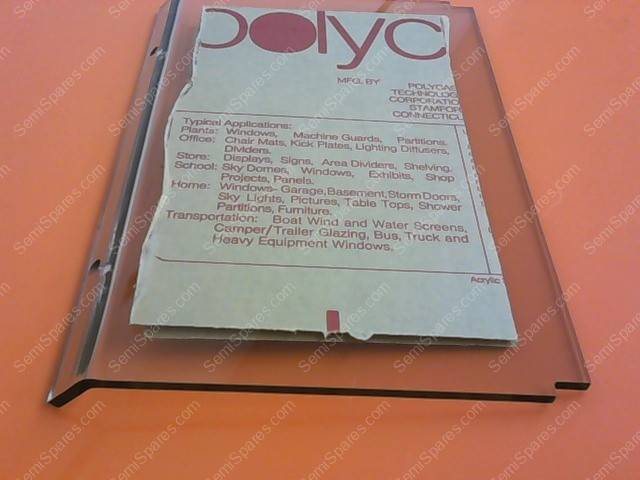 polyc
MFG. BY POLYCAS
TECHNOLOG
CORPORATIO
STAMFOR
CONNECTICU
Typical Applications:
Plants: Windows, Machine Guards, Partitions.
Office: Chair Mats, Kick Plates, Lighting Diffusers,
Dividers.
Store: Displays, Signs, Area Dividers, Shelving.
School: Sky Domes, Windows, Exhibits, Shop
Projects, Panels.
Home: Windows-Garage, Basement, Storm Doors,
Sky Lights, Pictures, Table Tops, Shower
Partitions, Furniture.
Transportation: Boat Wind and Water Screens,
Camper/Trailer Glazing, Bus, Truck and
Heavy Equipment Windows.
Acrylic
SemiSpares.com